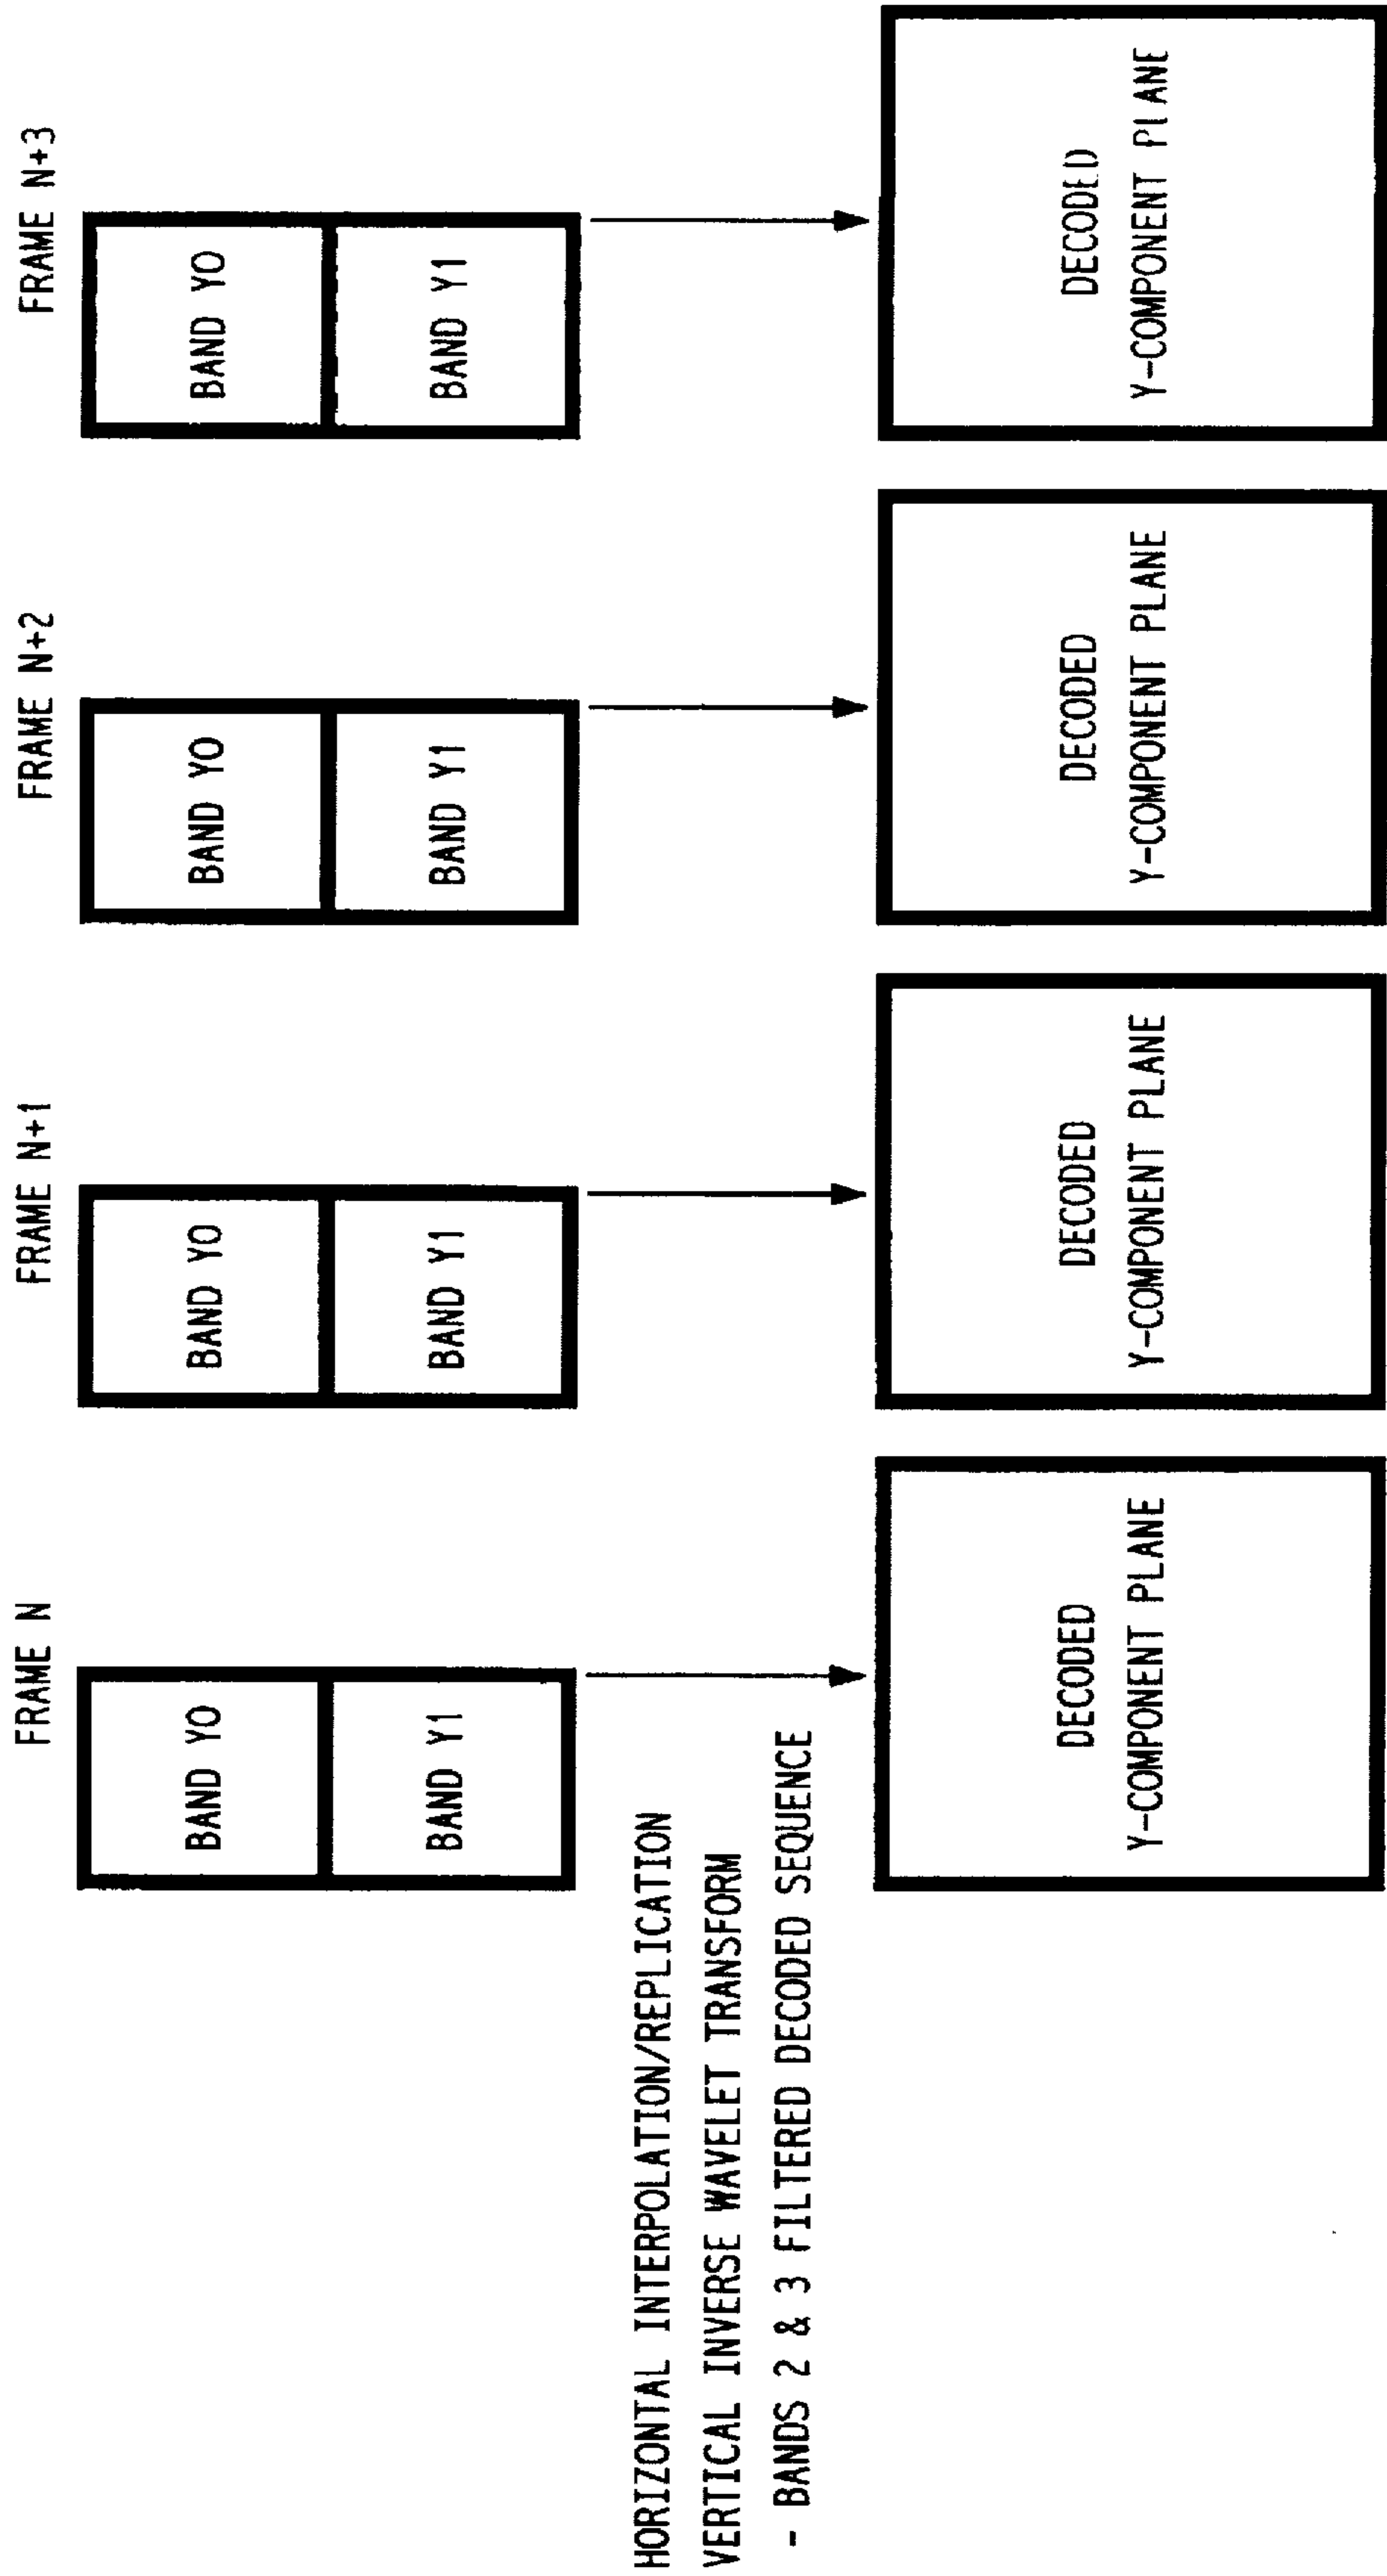 FRAME N
FRAME N+1
FRAME N+2
FRAME N+3
BAND Y0
BAND Y0
BAND Y0
BAND Y0
BAND Y1
BAND Y1
BAND Y1
BAND Y1
HORIZONTAL INTERPOLATION/REPLICATION
VERTICAL INVERSE WAVELET TRANSFORM
- BANDS 2 & 3 FILTERED DECODED SEQUENCE
DECODED
Y-COMPONENT PLANE
DECODED
Y-COMPONENT PLANE
DECODED
Y-COMPONENT PLANE
DECODED
Y-COMPONENT PLANE